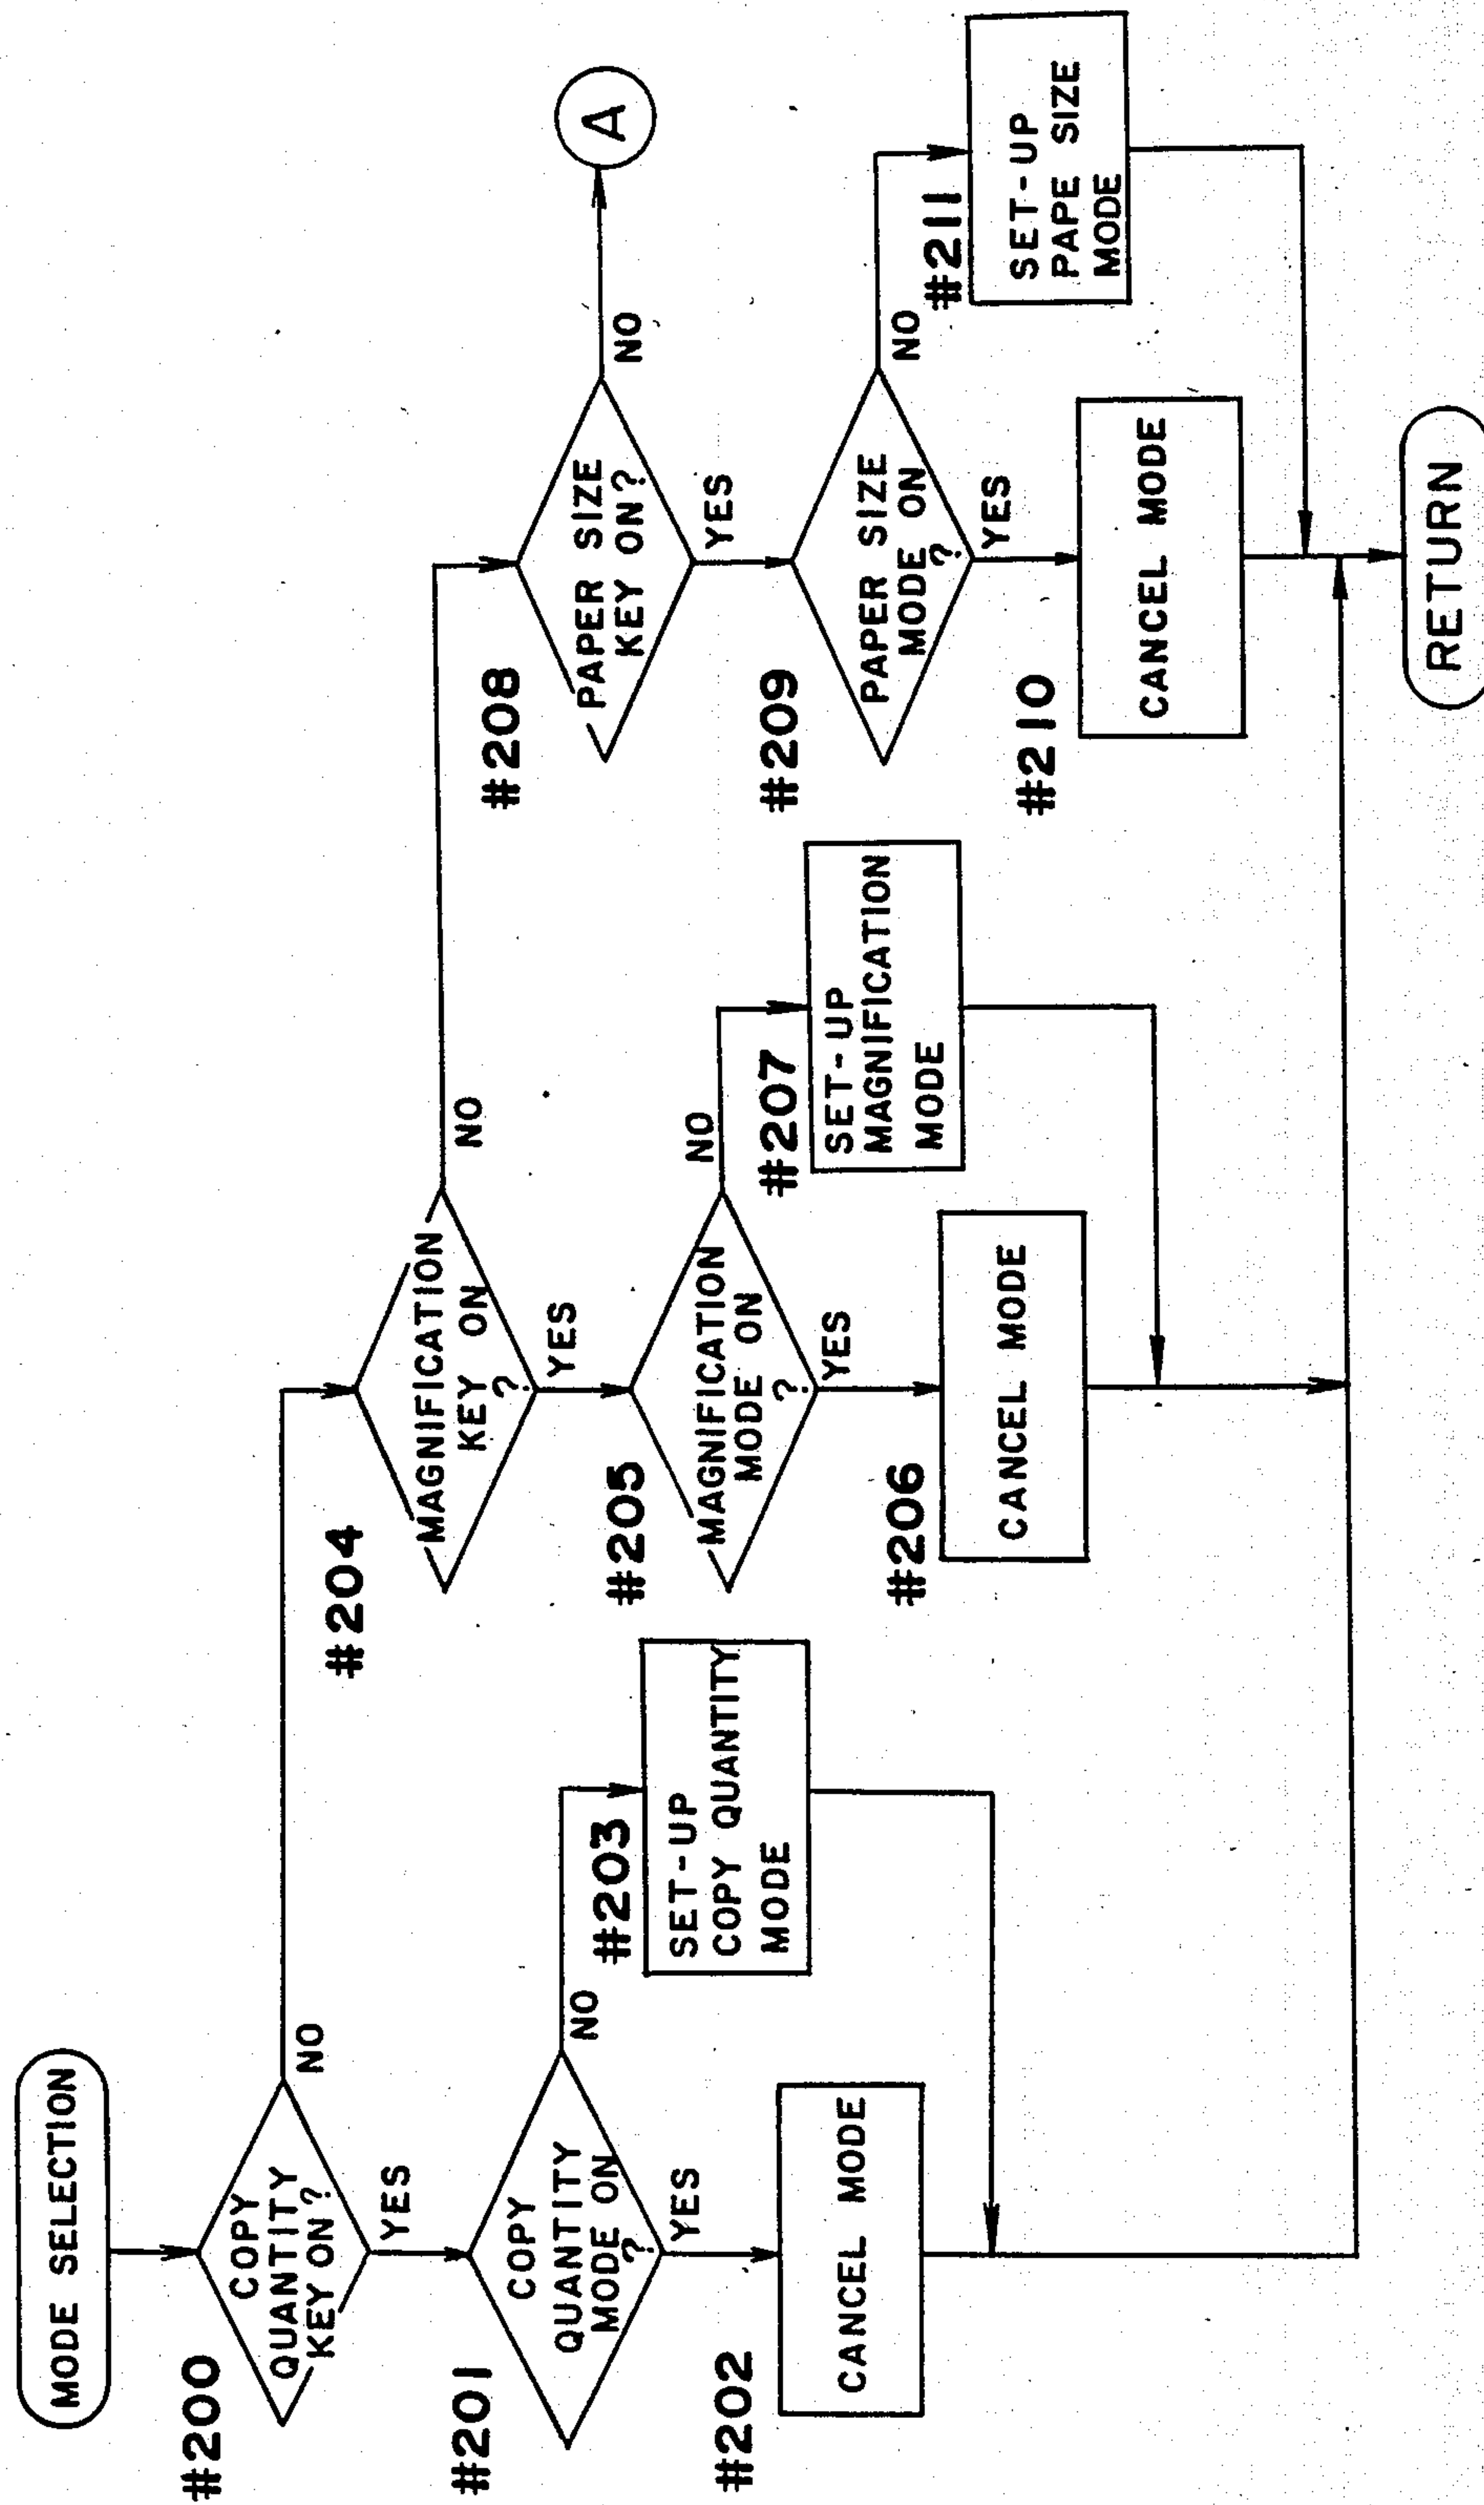 MODE SELECTION
#200
COPY
QUANTITY
KEY ON?
NO
YES
#201
COPY
QUANTITY
MODE ON
?
NO
YES
#202
CANCEL MODE
#203
SET-UP
COPY QUANTITY
MODE
#204
MAGNIFICATION
KEY ON
?
NO
YES
#205
MAGNIFICATION
MODE ON
?
NO
YES
#206
CANCEL MODE
#207
SET-UP
MAGNIFICATION
MODE
#208
PAPER SIZE
KEY ON?
NO
A
YES
#209
PAPER SIZE
MODE ON
?
NO
YES
#210
CANCEL MODE
#211
SET-UP
PAPE SIZE
MODE
RETURN